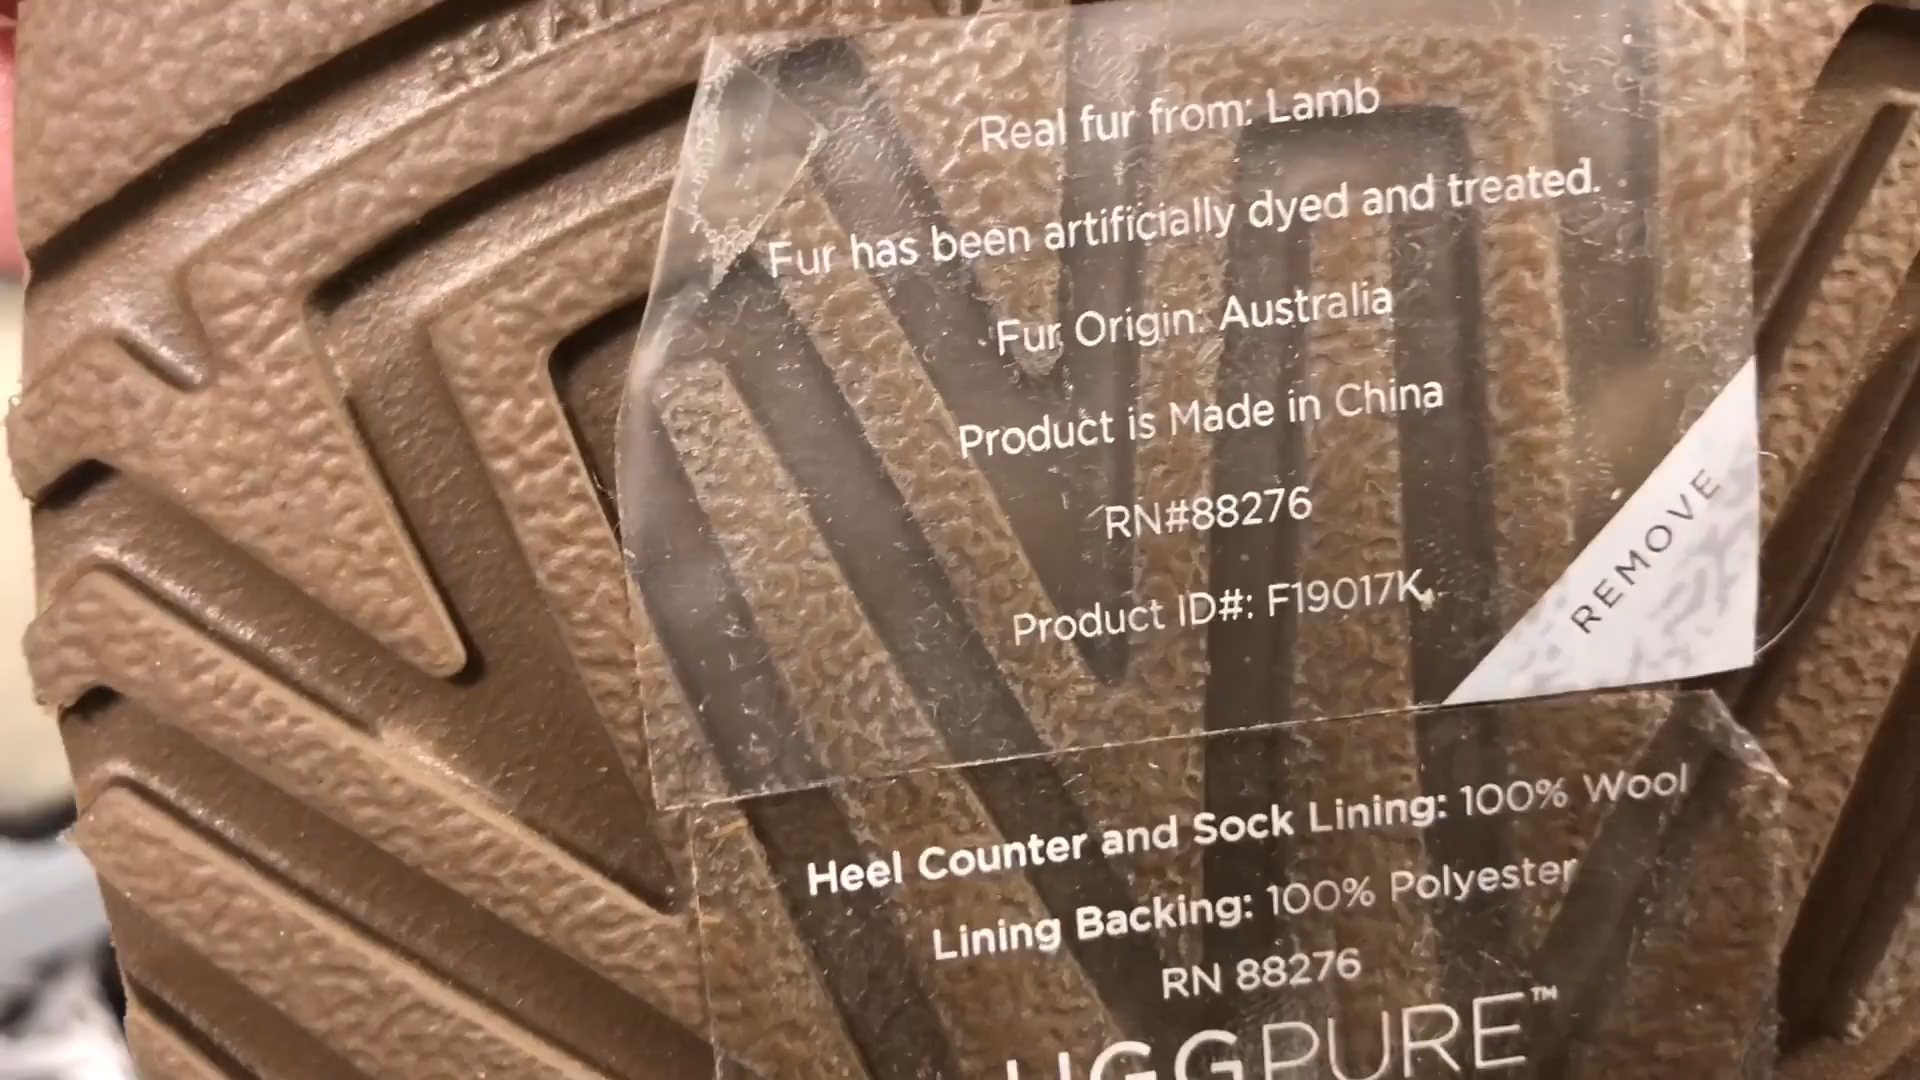 Real fur from: Lamb
Fur has been artificially dyed and treated.
Fur Origin: Australia
Product is Made in China
RN#88276
Product ID#: F19017K
REMOVE
Heel Counter and Sock Lining: 100% Wool
Lining Backing: 100% Polyester
RN 88276
UGGPURE™